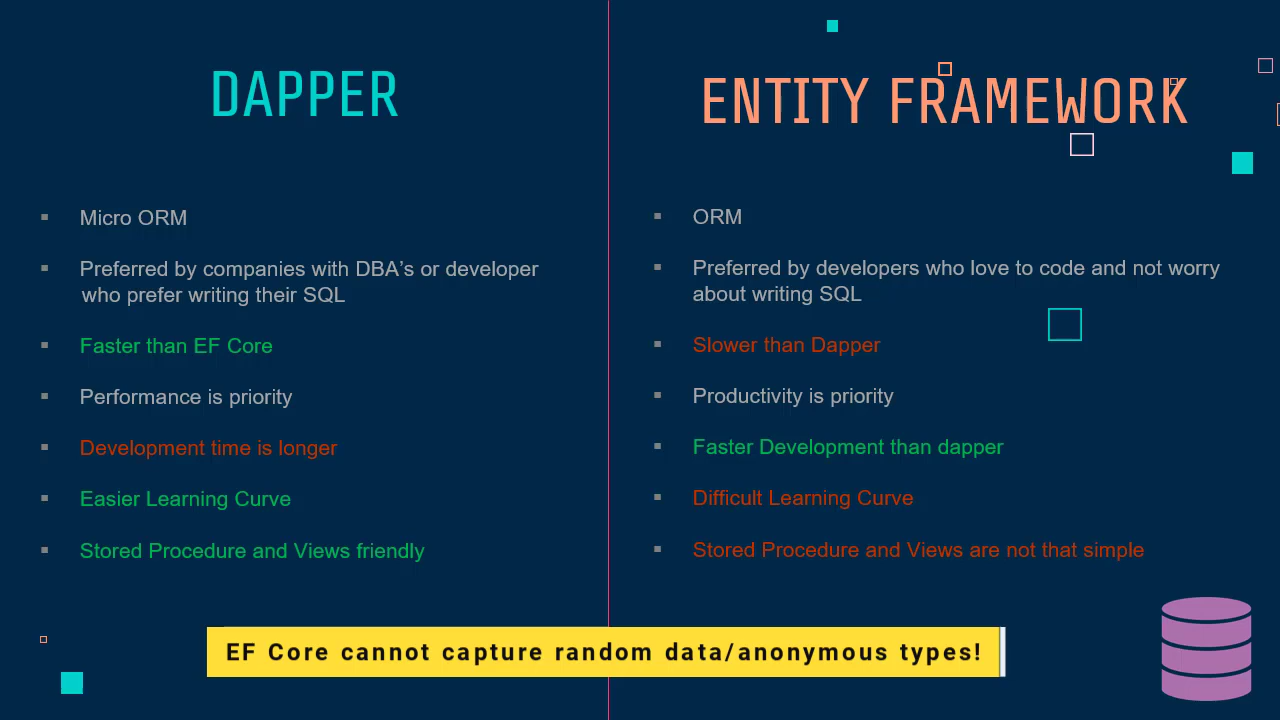 DAPPER
Micro ORM
Preferred by companies with DBA’s or developer
who prefer writing their SQL
Faster than EF Core
Performance is priority
Development time is longer
Easier Learning Curve
Stored Procedure and Views friendly
ENTITY FRAMEWORK
ORM
Preferred by developers who love to code and not worry
about writing SQL
Slower than Dapper
Productivity is priority
Faster Development than dapper
Difficult Learning Curve
Stored Procedure and Views are not that simple
EF Core cannot capture random data/anonymous types!